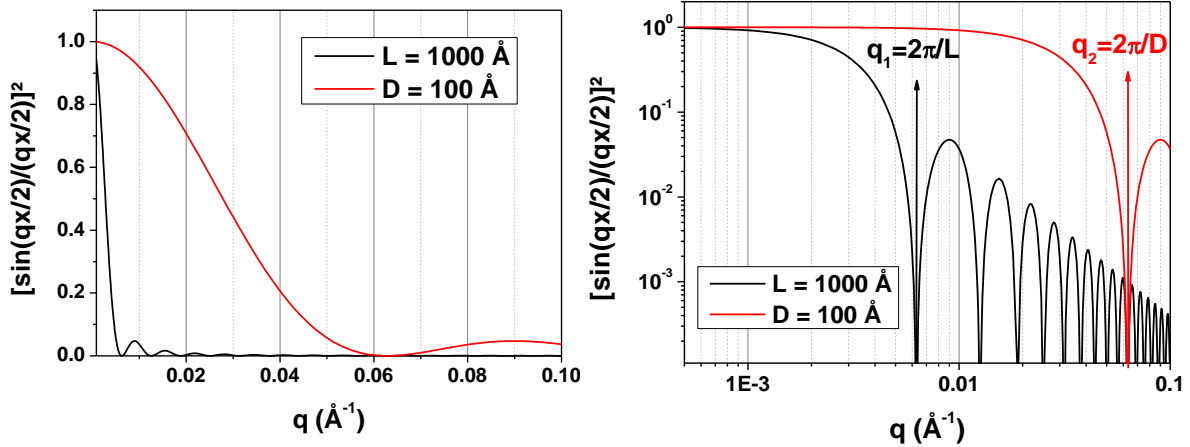 [sin(qx/2)/(qx/2)]²
1.0
0.8
0.6
0.4
0.2
0.0
0.02
0.04
0.06
0.08
0.10
q (Å⁻¹)
L = 1000 Å
D = 100 Å
[sin(qx/2)/(qx/2)]²
10⁰
10⁻¹
10⁻²
10⁻³
1E-3
0.01
0.1
q (Å⁻¹)
q₁=2π/L
q₂=2π/D
L = 1000 Å
D = 100 Å